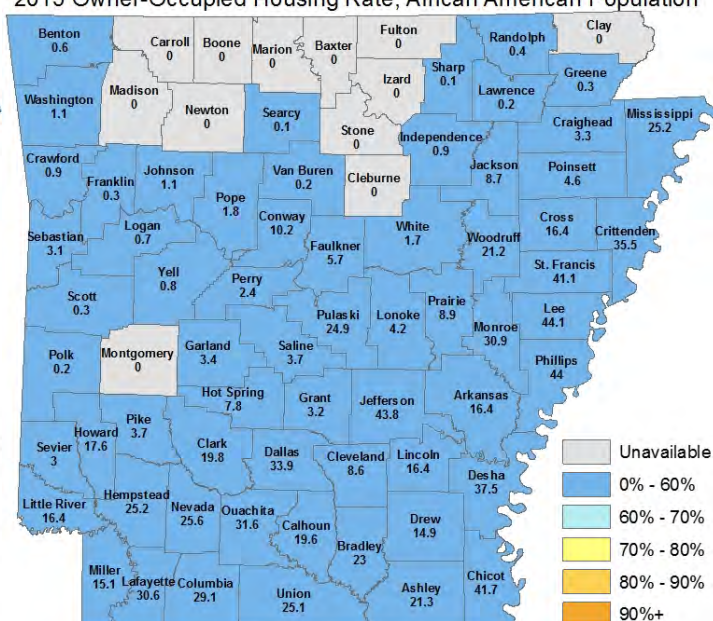 2015 Owner-Occupied Housing Rate, African American Population
Benton
0.6
Carroll
0
Boone
0
Marion
0
Baxter
0
Fulton
0
Randolph
0.4
Clay
0
Washington
1.1
Madison
0
Newton
0
Searcy
0.1
Stone
0
Izard
0
Sharp
0.1
Lawrence
0.2
Greene
0.3
Independence
0.9
Craighead
3.3
Mississippi
25.2
Crawford
0.9
Franklin
0.3
Johnson
1.1
Pope
1.8
Van Buren
0.2
Cleburne
0
Jackson
8.7
Poinsett
4.6
Sebastian
3.1
Logan
0.7
Conway
10.2
Faulkner
5.7
White
1.7
Woodruff
21.2
Cross
16.4
Crittenden
35.5
St. Francis
41.1
Scott
0.3
Yell
0.8
Perry
2.4
Pulaski
24.9
Lonoke
4.2
Prairie
8.9
Monroe
30.9
Lee
44.1
Phillips
44
Polk
0.2
Montgomery
0
Garland
3.4
Saline
3.7
Hot Spring
7.8
Grant
3.2
Jefferson
43.8
Arkansas
16.4
Sevier
3
Howard
17.6
Pike
3.7
Clark
19.8
Dallas
33.9
Cleveland
8.6
Lincoln
16.4
Desha
37.5
Little River
16.4
Hempstead
25.2
Nevada
25.6
Ouachita
31.6
Calhoun
19.6
Bradley
23
Drew
14.9
Miller
15.1
Lafayette
30.6
Columbia
29.1
Union
25.1
Ashley
21.3
Chicot
41.7
Unavailable
0% - 60%
60% - 70%
70% - 80%
80% - 90%
90%+